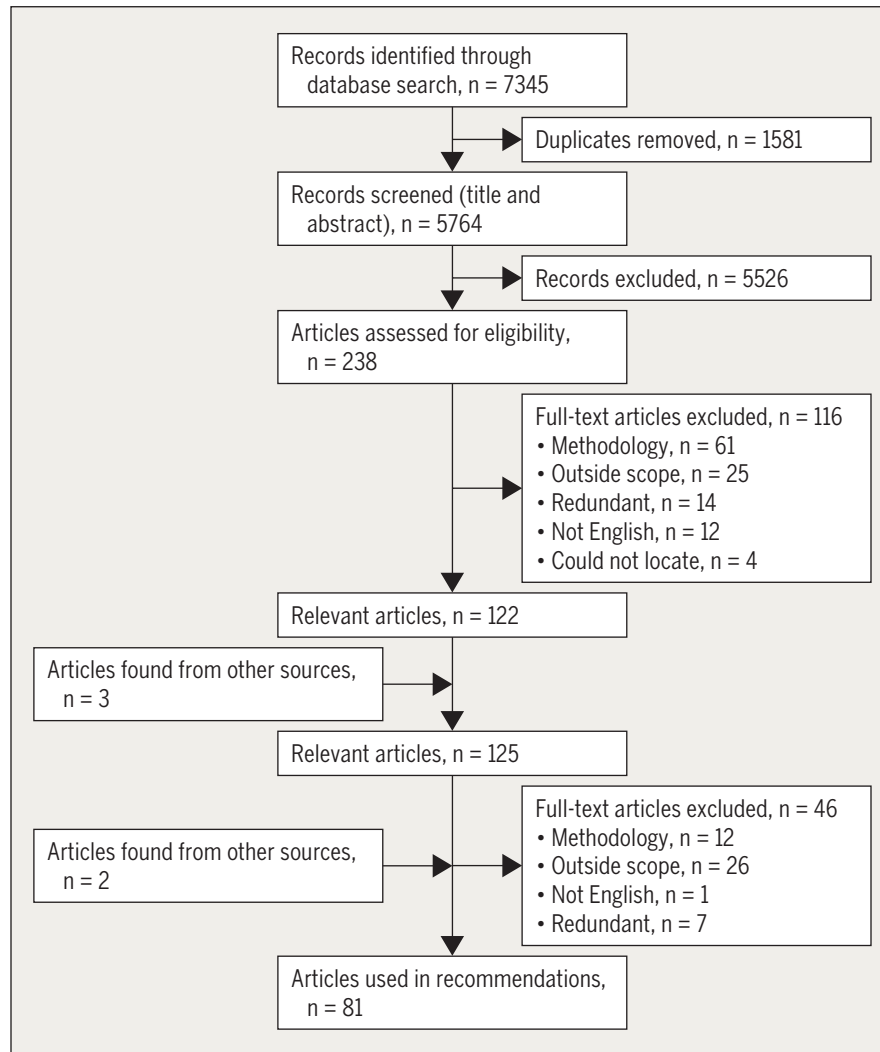 Records identified through
database search, n = 7345
Duplicates removed, n = 1581
Records screened (title and
abstract), n = 5764
Records excluded, n = 5526
Articles assessed for eligibility,
n = 238
Full-text articles excluded, n = 116
• Methodology, n = 61
• Outside scope, n = 25
• Redundant, n = 14
• Not English, n = 12
• Could not locate, n = 4
Relevant articles, n = 122
Articles found from other sources,
n = 3
Relevant articles, n = 125
Articles found from other sources,
n = 2
Full-text articles excluded, n = 46
• Methodology, n = 12
• Outside scope, n = 26
• Not English, n = 1
• Redundant, n = 7
Articles used in recommendations,
n = 81